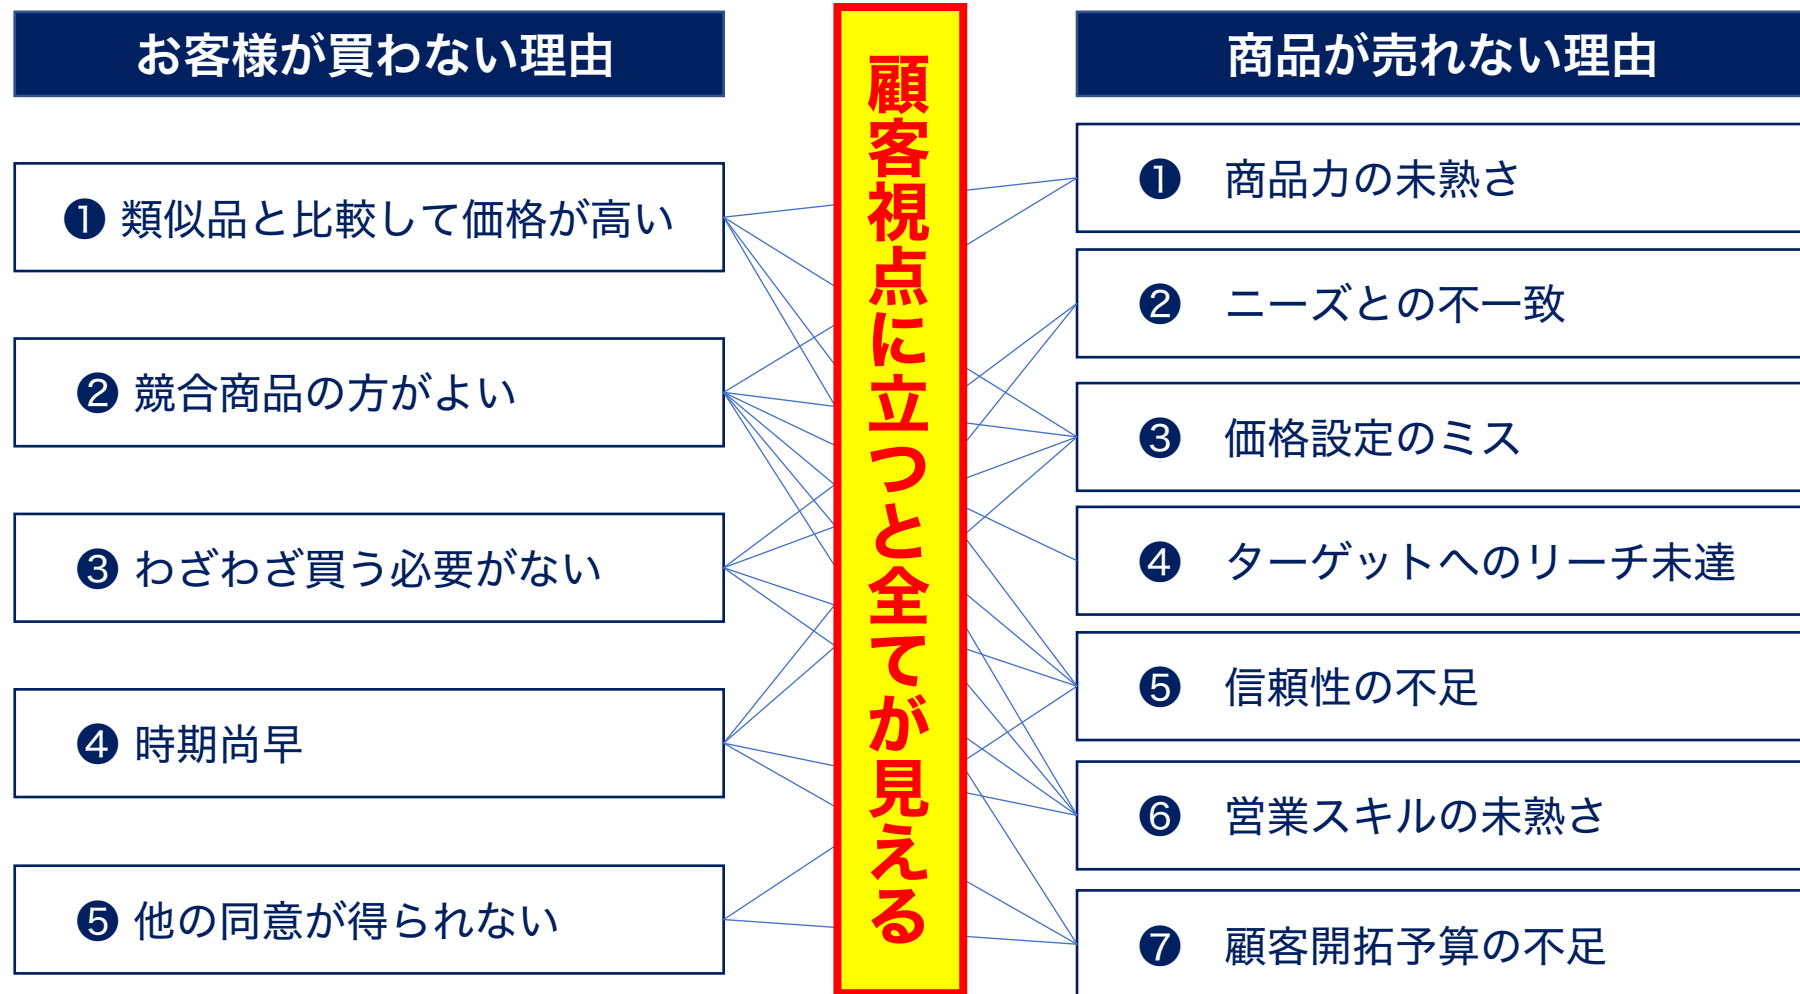 お客様が買わない理由
❶ 類似品と比較して価格が高い
❷ 競合商品の方がよい
❸ わざわざ買う必要がない
❹ 時期尚早
❺ 他の同意が得られない
顧客視点に立つと全てが見える
商品が売れない理由
❶ 商品力の未熟さ
❷ ニーズとの不一致
❸ 価格設定のミス
❹ ターゲットへのリーチ未達
❺ 信頼性の不足
❻ 営業スキルの未熟さ
❼ 顧客開拓予算の不足